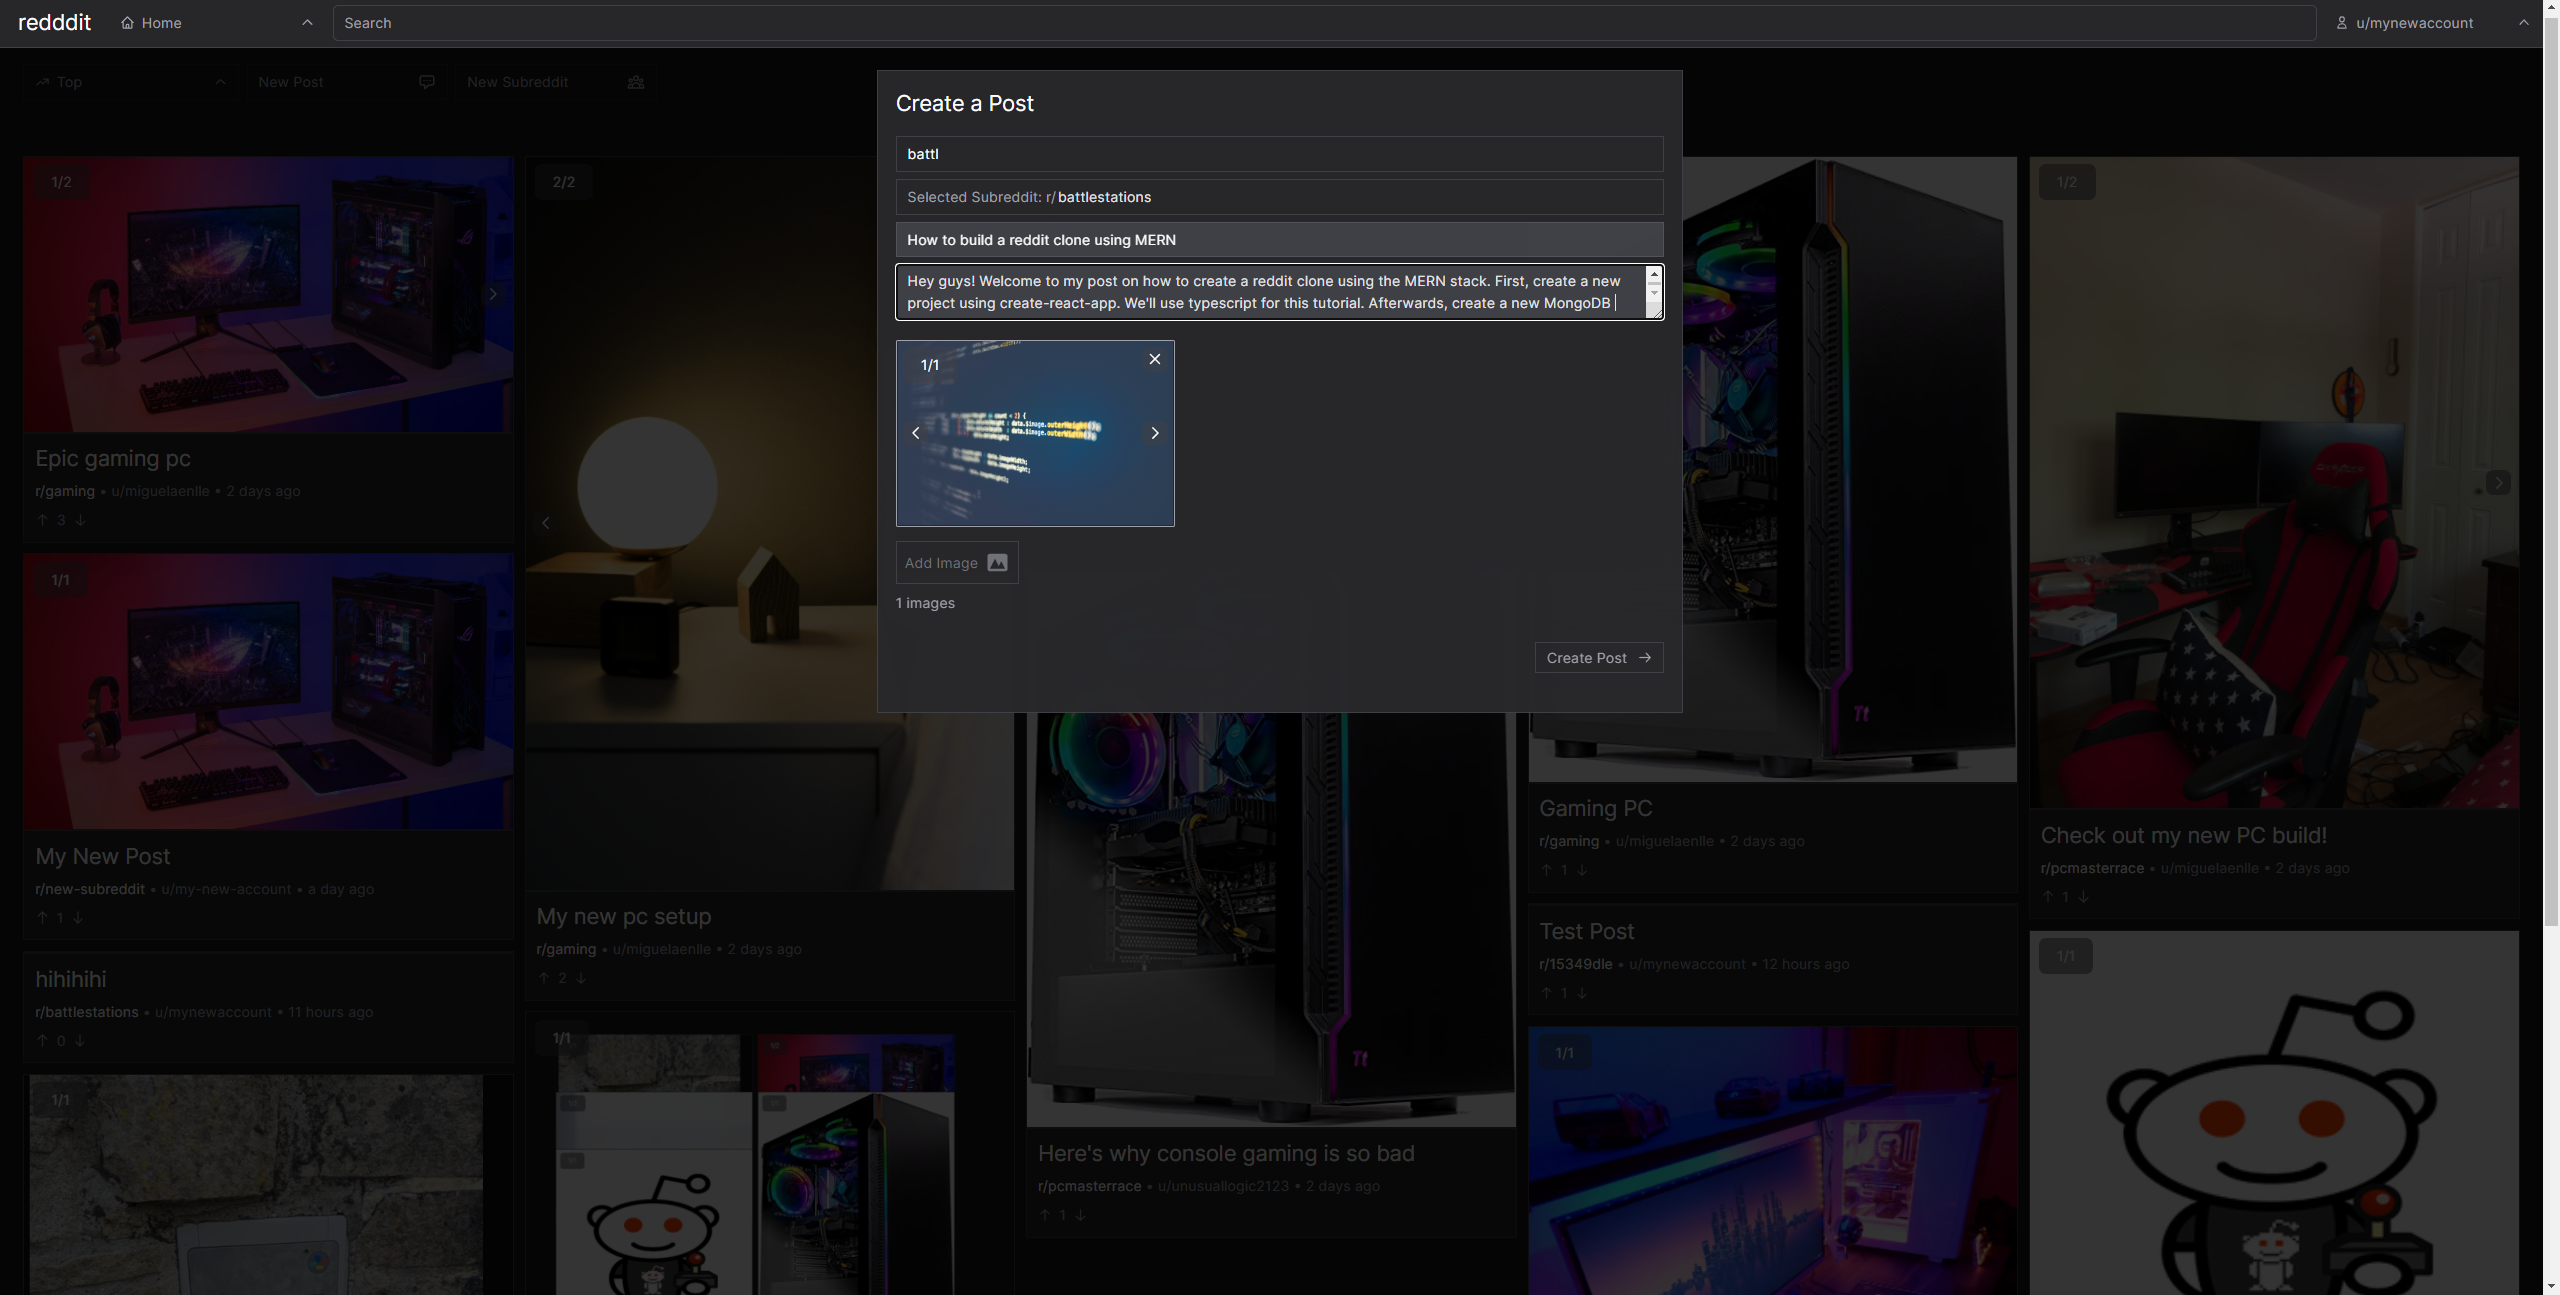 redddit
Home
Search
u/mynewaccount
Top
New Post
New Subreddit
Create a Post
battl
Selected Subreddit: r/battlestations
How to build a reddit clone using MERN
Hey guys! Welcome to my post on how to create a reddit clone using the MERN stack. First, create a new
project using create-react-app. We'll use typescript for this tutorial. Afterwards, create a new MongoDB
1/1
Add Image
1 images
Create Post
1/2
Epic gaming pc
r/gaming • u/miguelaenlle • 2 days ago
3
1/1
My New Post
r/new-subreddit • u/my-new-account • a day ago
1
hihihihi
r/battlestations • u/mynewaccount • 11 hours ago
0
1/1
2/2
My new pc setup
r/gaming • u/miguelaenlle • 2 days ago
2
1/1
Tt
Here's why console gaming is so bad
r/pcmasterrace • u/unusuallogic2123 • 2 days ago
1
Tt
Gaming PC
r/gaming • u/miguelaenlle • 2 days ago
1
Test Post
r/15349dle • u/mynewaccount • 12 hours ago
1
1/1
1/2
Check out my new PC build!
r/pcmasterrace • u/miguelaenlle • 2 days ago
1
1/1